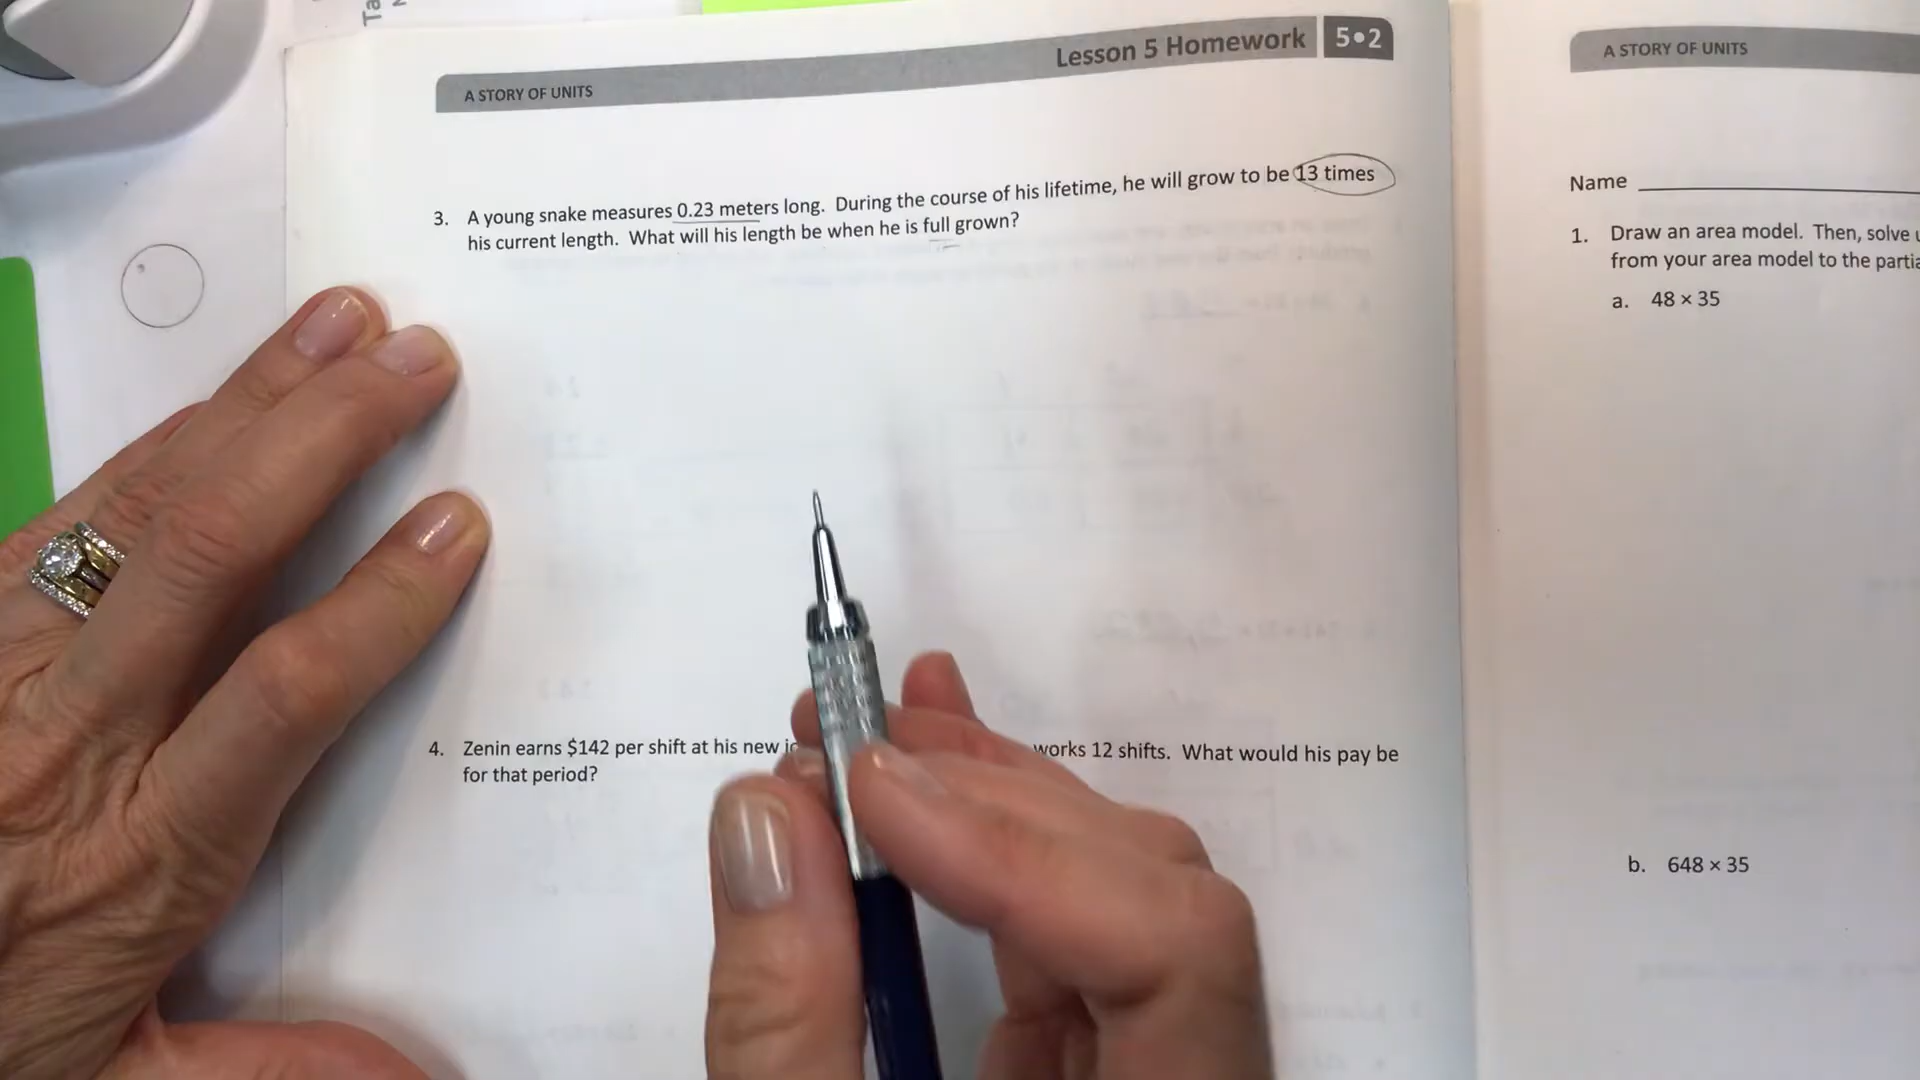 Ta
Lesson 5 Homework 5•2
A STORY OF UNITS
3. A young snake measures 0.23 meters long. During the course of his lifetime, he will grow to be 13 times
his current length. What will his length be when he is full grown?
4. Zenin earns $142 per shift at his new works 12 shifts. What would his pay be
for that period?
A STORY OF UNITS
Name
1. Draw an area model. Then, solve
from your area model to the
a. 48 × 35
b. 648 × 35